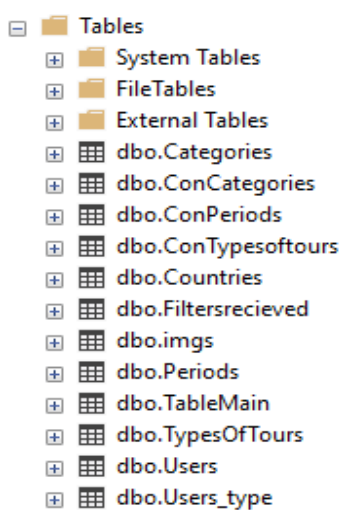 Tables
System Tables
FileTables
External Tables
dbo.Categories
dbo.ConCategories
dbo.ConPeriods
dbo.ConTypesoftours
dbo.Countries
dbo.Filtersrecieved
dbo.imgs
dbo.Periods
dbo.TableMain
dbo.TypesOfTours
dbo.Users
dbo.Users_type